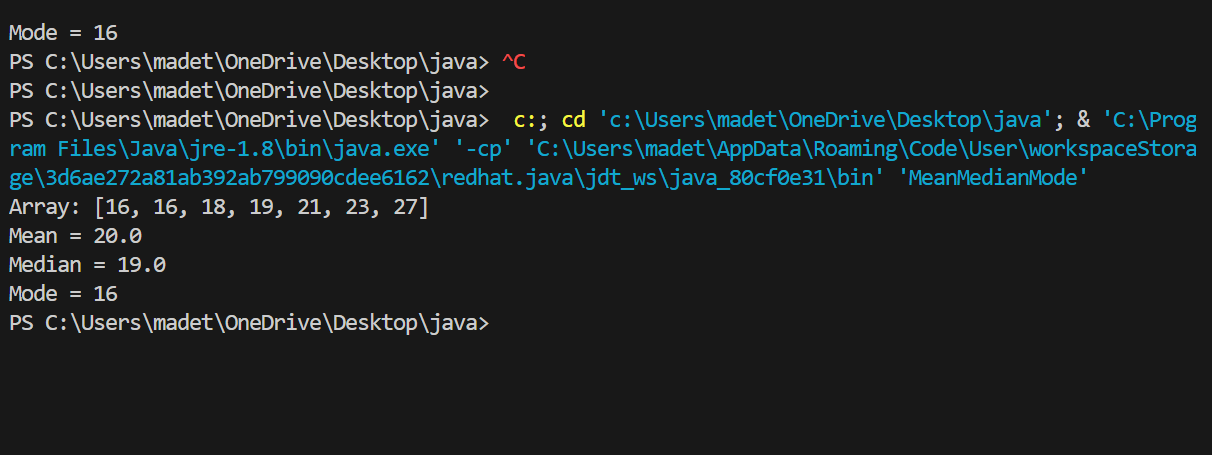 Mode = 16
PS C:\Users\madet\OneDrive\Desktop\java> ^C
PS C:\Users\madet\OneDrive\Desktop\java>
PS C:\Users\madet\OneDrive\Desktop\java>  c:; cd 'c:\Users\madet\OneDrive\Desktop\java'; & 'C:\Prog
ram Files\Java\jre-1.8\bin\java.exe' '-cp' 'C:\Users\madet\AppData\Roaming\Code\User\workspaceStora
ge\3d6ae272a81ab392ab799090cdee6162\redhat.java\jdt_ws\java_80cf0e31\bin' 'MeanMedianMode'
Array: [16, 16, 18, 19, 21, 23, 27]
Mean = 20.0
Median = 19.0
Mode = 16
PS C:\Users\madet\OneDrive\Desktop\java>